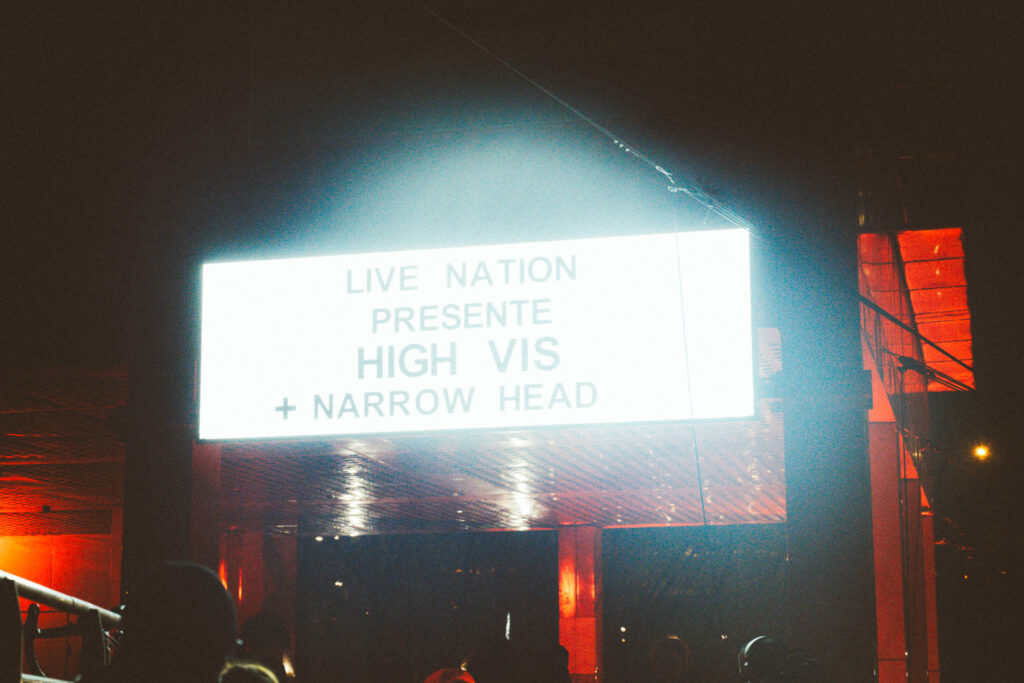 LIVE NATION
PRESENTE
HIGH VIS
+ NARROW HEAD